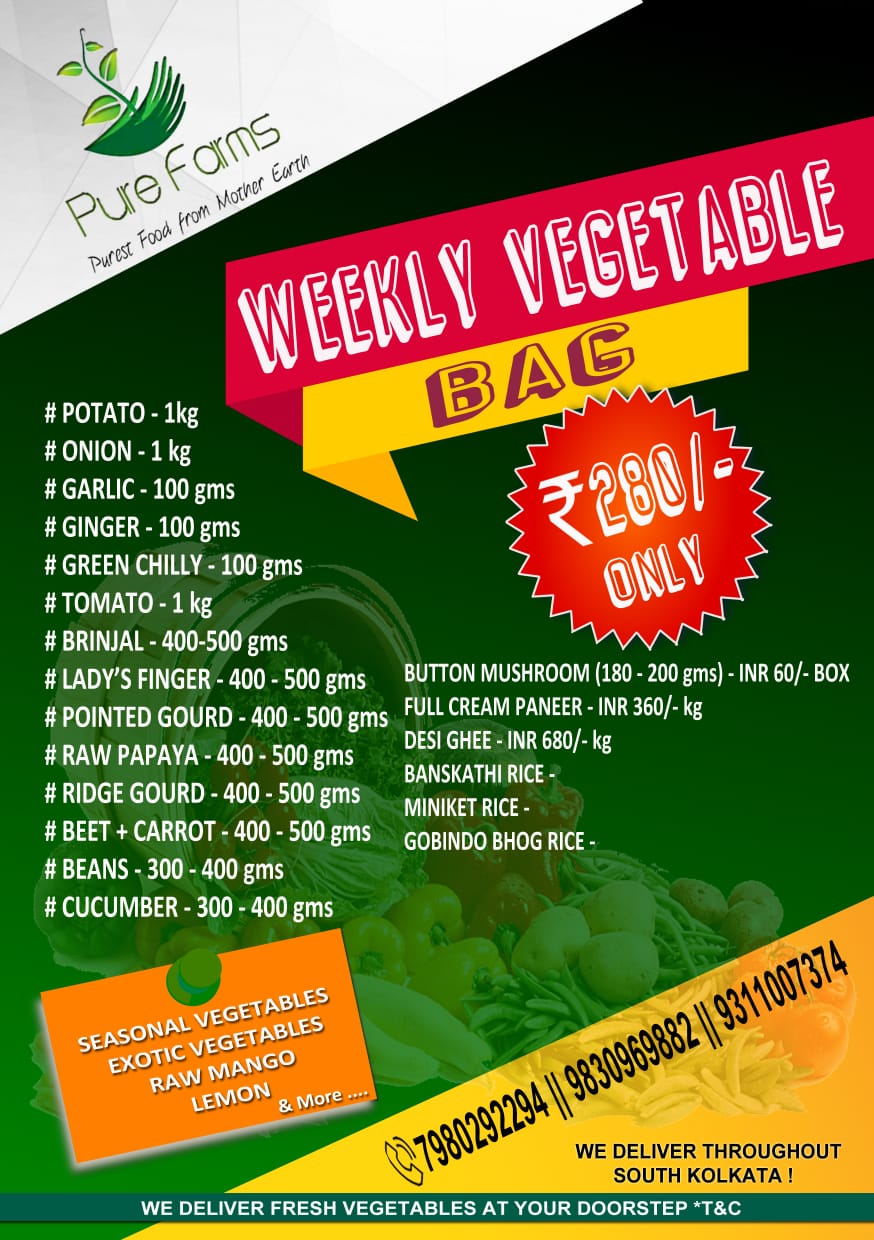 Pure Farms
Purest Food from Mother Earth
WEEKLY VEGETABLE
BAG
₹280/-
ONLY
# POTATO - 1kg
# ONION - 1 kg
# GARLIC - 100 gms
# GINGER - 100 gms
# GREEN CHILLY - 100 gms
# TOMATO - 1 kg
# BRINJAL - 400-500 gms
# LADY'S FINGER - 400 - 500 gms
# POINTED GOURD - 400 - 500 gms
# RAW PAPAYA - 400 - 500 gms
# RIDGE GOURD - 400 - 500 gms
# BEET + CARROT - 400 - 500 gms
# BEANS - 300 - 400 gms
# CUCUMBER - 300 - 400 gms
BUTTON MUSHROOM (180 - 200 gms) - INR 60/- BOX
FULL CREAM PANEER - INR 360/- kg
DESI GHEE - INR 680/- kg
BANSKATHI RICE -
MINIKET RICE -
GOBINDO BHOG RICE -
SEASONAL VEGETABLES
EXOTIC VEGETABLES
RAW MANGO
LEMON
& More ....
7980292294 || 9830969882 || 9311007374
WE DELIVER THROUGHOUT
SOUTH KOLKATA !
WE DELIVER FRESH VEGETABLES AT YOUR DOORSTEP *T&C